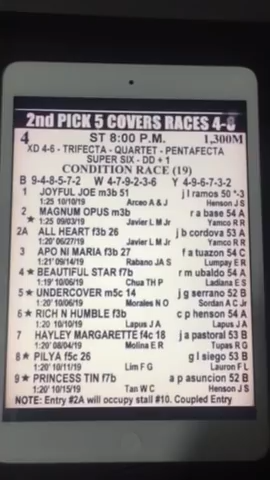 2nd PICK 5 COVERS RACES 4-8
4 ST 8:00 P.M. 1,300M
XD 4-6 - TRIFECTA - QUARTET - PENTAFECTA
SUPER SIX - DD + 1
CONDITION RACE (19)
B 9-4-8-5-7-2 W 4-7-9-2-3-6 Y 4-9-6-7-3-2
1 JOYFUL JOE m3b 51 j l ramos 50 *-3
1:25 10/10/19 Arceo A & J Henson J S
2 MAGNUM OPUS m3b r a base 54 A
★ 1:25 09/03/19 Javier L M Jr Yamco R R
2A ALL HEART f3b 26 j b cordova 53 A
1:20' 06/27/19 Javier L M Jr Yamco R R
3 APO NI MARIA f3b 27 f a tuazon 54 C
1:21' 09/14/19 Rabano JA S Lumpay E R
4 ★ BEAUTIFUL STAR f7b r m ubaldo 54 A
1:19' 10/06/19 Chua TH P Ladiana E S
5 ★ UNDERCOVER m5c 14 j g serrano 52 B
1:20' 10/06/19 Morales N O Sordan A C Jr
6 ★ RICH N HUMBLE f3b c p henson 54 A
1:20 10/10/19 Lapus J A Lapus J A
7 HAYLEY MARGARETTE f4c 18 j a pastoral 53 B
1:20' 08/04/19 Molina E R Tupas R G
8 ★ PILYA f5c 26 g l siego 53 B
1:20' 10/11/19 Lim F G Lauron F L
9 ★ PRINCESS TIN f7b a p asuncion 52 B
1:20' 10/15/19 Tan W C Henson J S
NOTE: Entry #2A will occupy stall #10. Coupled Entry